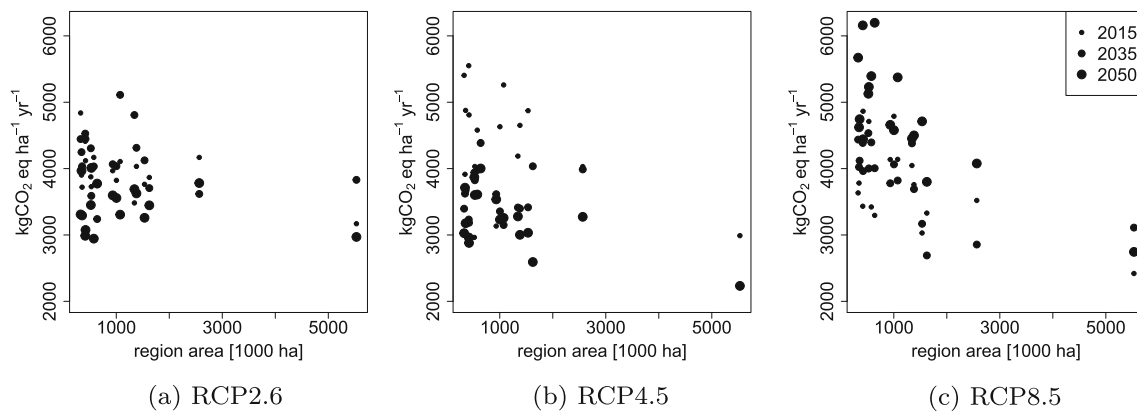 kgCO₂ eq ha⁻¹ yr⁻¹
2000 3000 4000 5000 6000
1000 3000 5000
region area [1000 ha]
(a) RCP2.6
kgCO₂ eq ha⁻¹ yr⁻¹
2000 3000 4000 5000 6000
1000 3000 5000
region area [1000 ha]
(b) RCP4.5
kgCO₂ eq ha⁻¹ yr⁻¹
2000 3000 4000 5000 6000
2015
2035
2050
1000 3000 5000
region area [1000 ha]
(c) RCP8.5